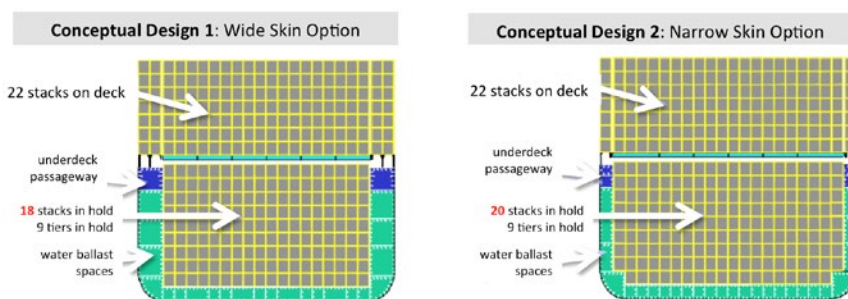 Conceptual Design 1: Wide Skin Option
22 stacks on deck
underdeck
passageway
18 stacks in hold
9 tiers in hold
water ballast
spaces
Conceptual Design 2: Narrow Skin Option
22 stacks on deck
underdeck
passageway
20 stacks in hold
9 tiers in hold
water ballast
spaces